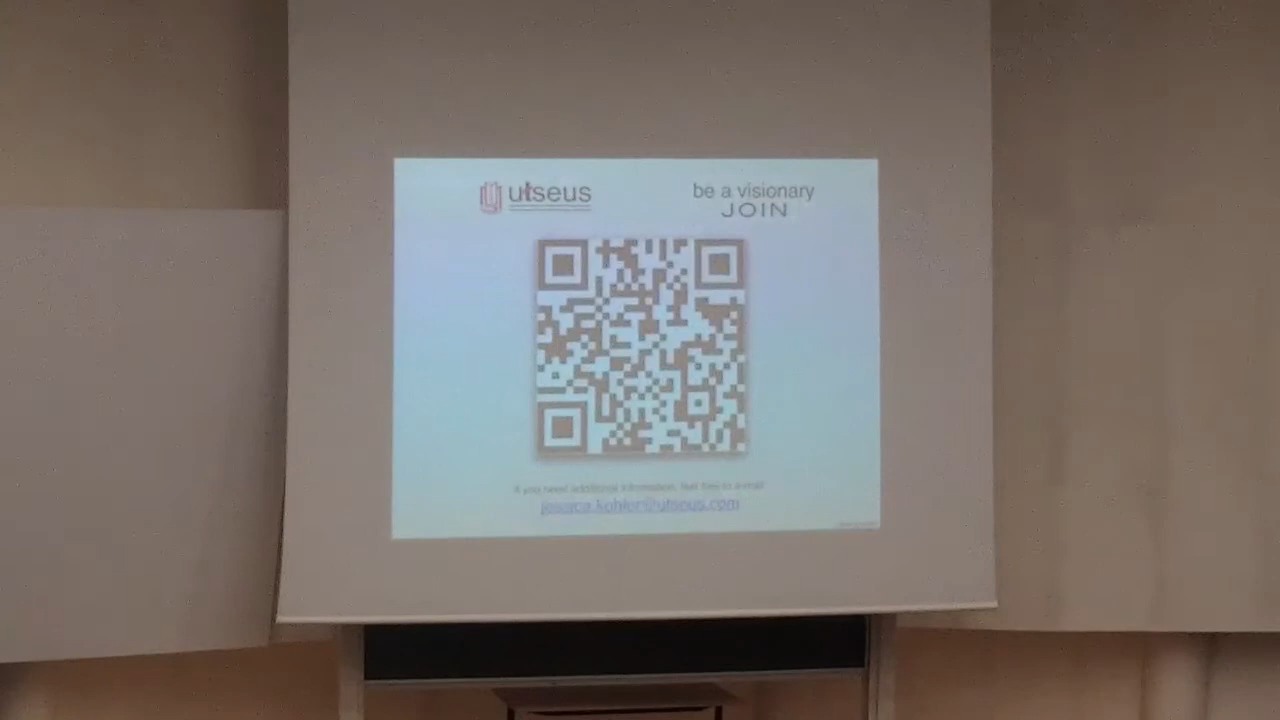 utseus
be a visionary
JOIN
If you need additional information, feel free to e-mail
jessica.kohler@utseus.com